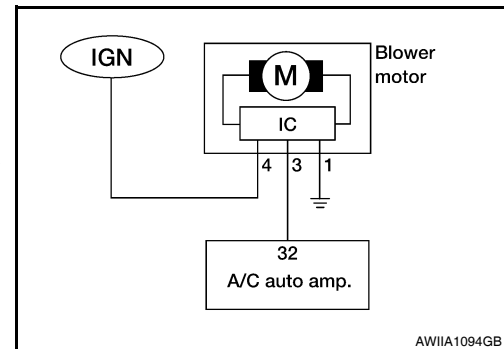 IGN
Blower
motor
M
IC
4 3 1
32
A/C auto amp.
AWIIA1094GB